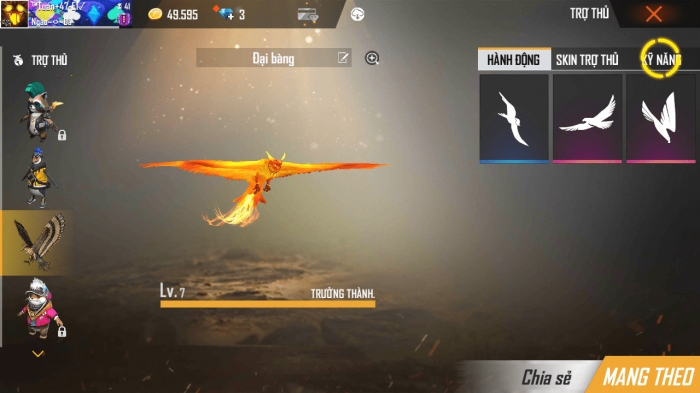 49.595
3
TRỢ THỦ
TRỢ THỦ
Đại bàng
HÀNH ĐỘNG
SKIN TRỢ THỦ
KỸ NĂNG
Lv. 7
TRƯỞNG THÀNH.
Chia sẻ
MANG THEO